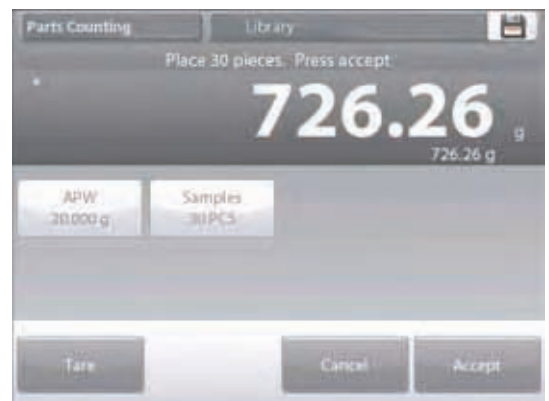 Parts Counting Library
Place 30 pieces. Press accept
726.26 g
726.26 g
APW Samples
20.000 g 30 PCS
Tare Cancel Accept